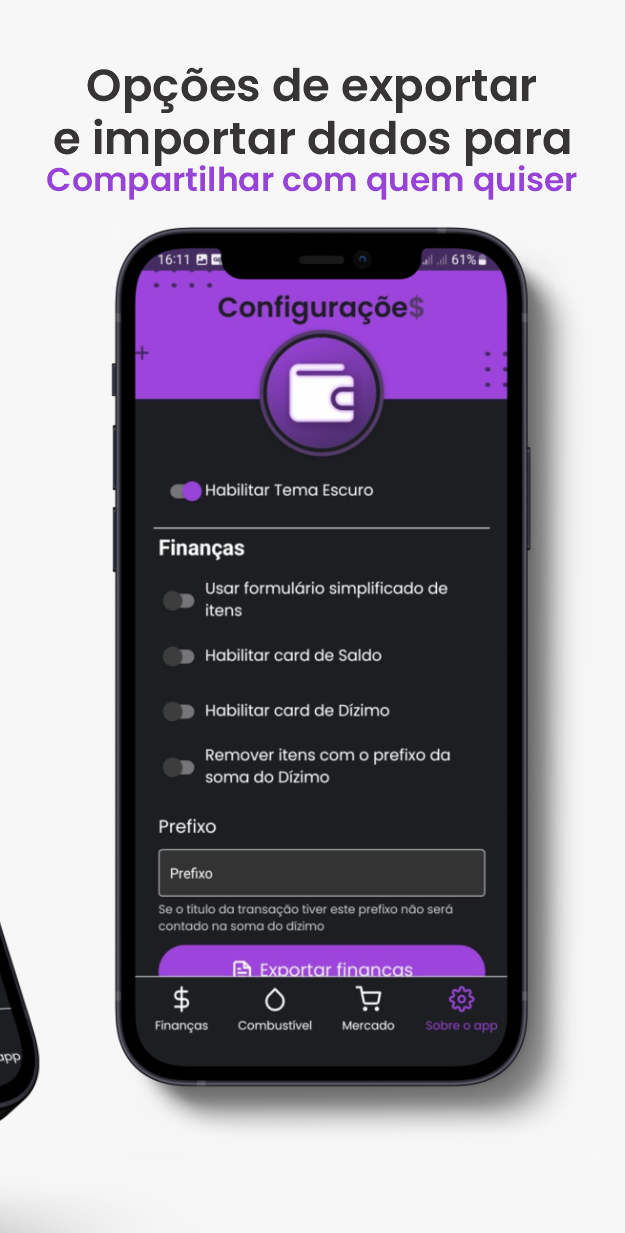 Opções de exportar
e importar dados para
Compartilhar com quem quiser
16:11
61%
Configuraçõe$
Habilitar Tema Escuro
Finanças
Usar formulário simplificado de
itens
Habilitar card de Saldo
Habilitar card de Dízimo
Remover itens com o prefixo da
soma do Dízimo
Prefixo
Prefixo
Se o título da transação tiver este prefixo não será
contado na soma do dízimo
Exportar finanças
Finanças Combustível Mercado Sobre o app
app